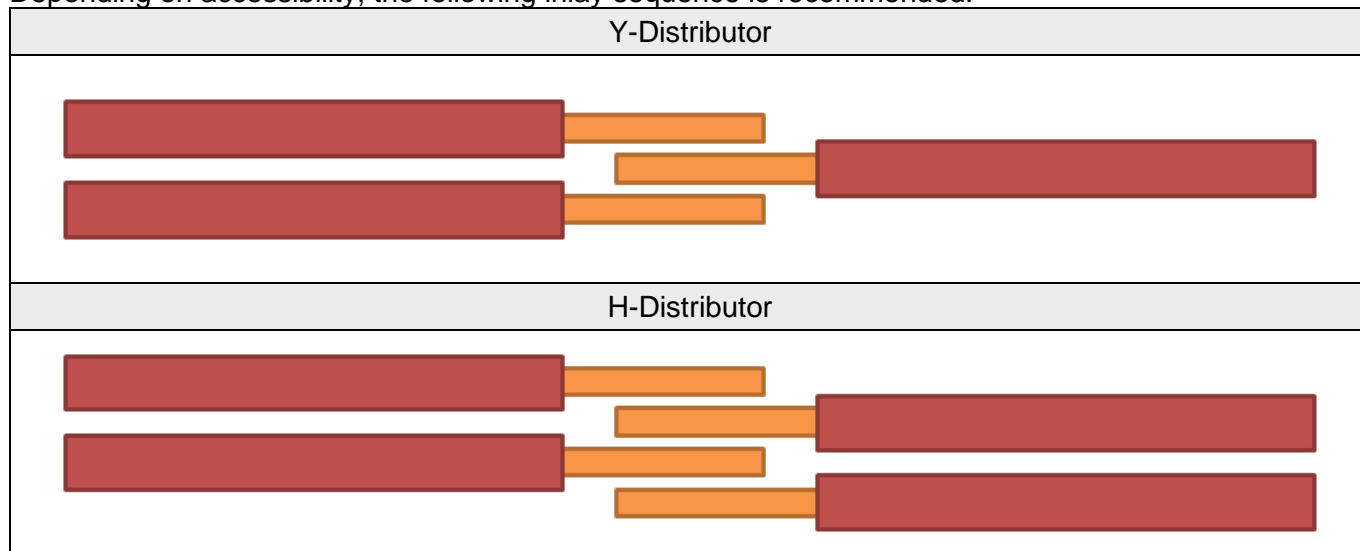 Depending on accessibility, the following inlay sequence is recommended:
Y-Distributor
H-Distributor